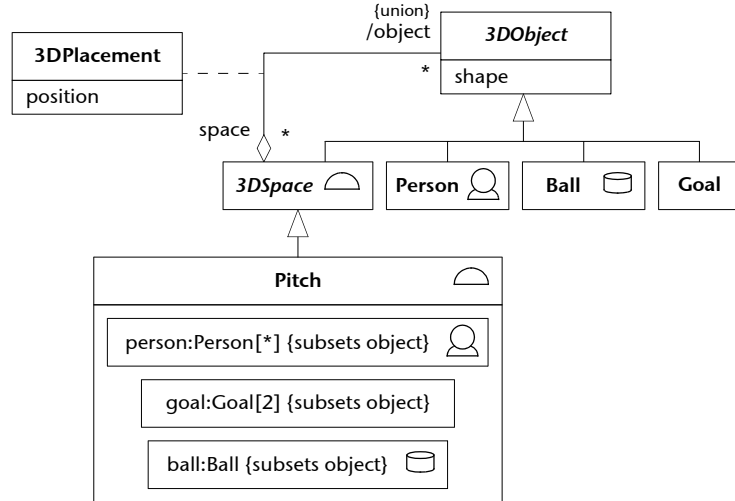 {union}
/object
3DPlacement
position
3DObject
shape
*
space
*
3DSpace
Person
Ball
Goal
Pitch
person:Person[*] {subsets object}
goal:Goal[2] {subsets object}
ball:Ball {subsets object}